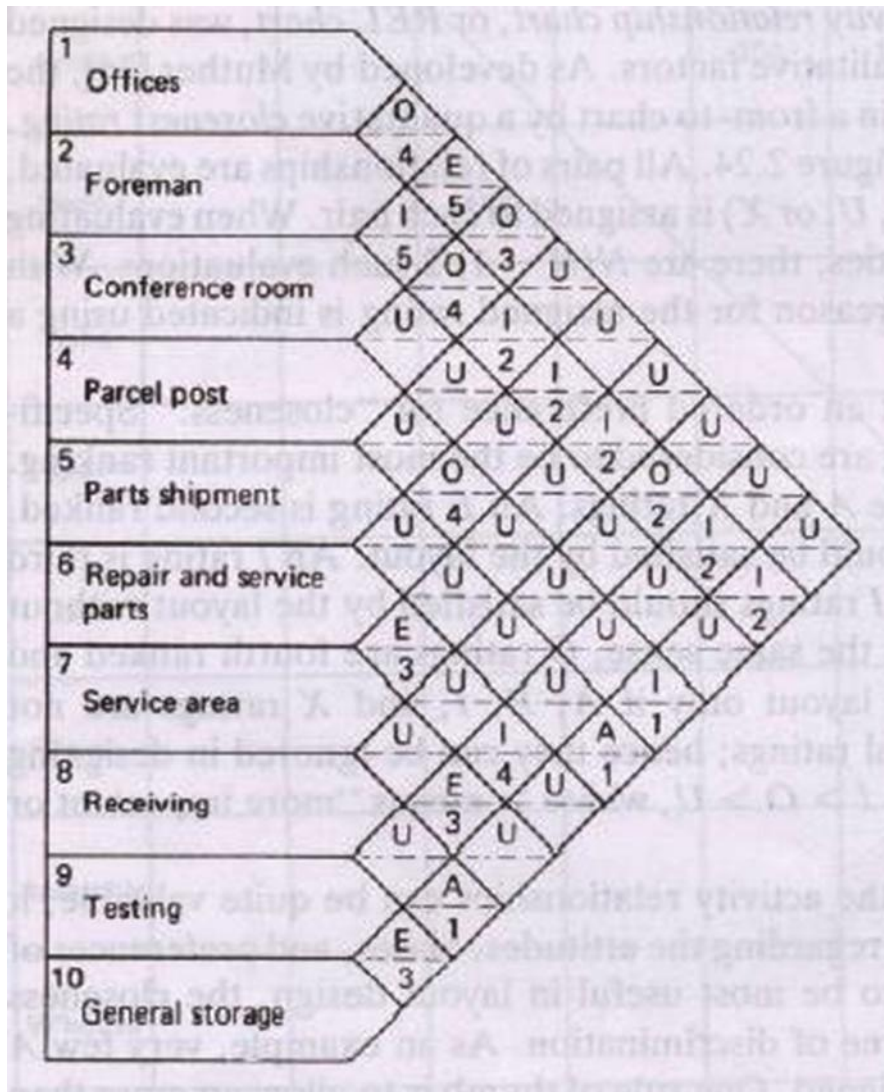 1
Offices
O
2
4 E
Foreman
I 5 O
3
5 O 3 U
Conference room
U 4 I U
4
U 2 I U
Parcel post
U U 2 I U
5
O U 2 O U
Parts shipment
U 4 U U 2 I U
6 Repair and service
U U U 2 I
parts
E U U U 2
7
3 U U I
Service area
U I A 1
8
E 4 U 1
Receiving
U 3 U
9
A
Testing
E 1
10
3
General storage